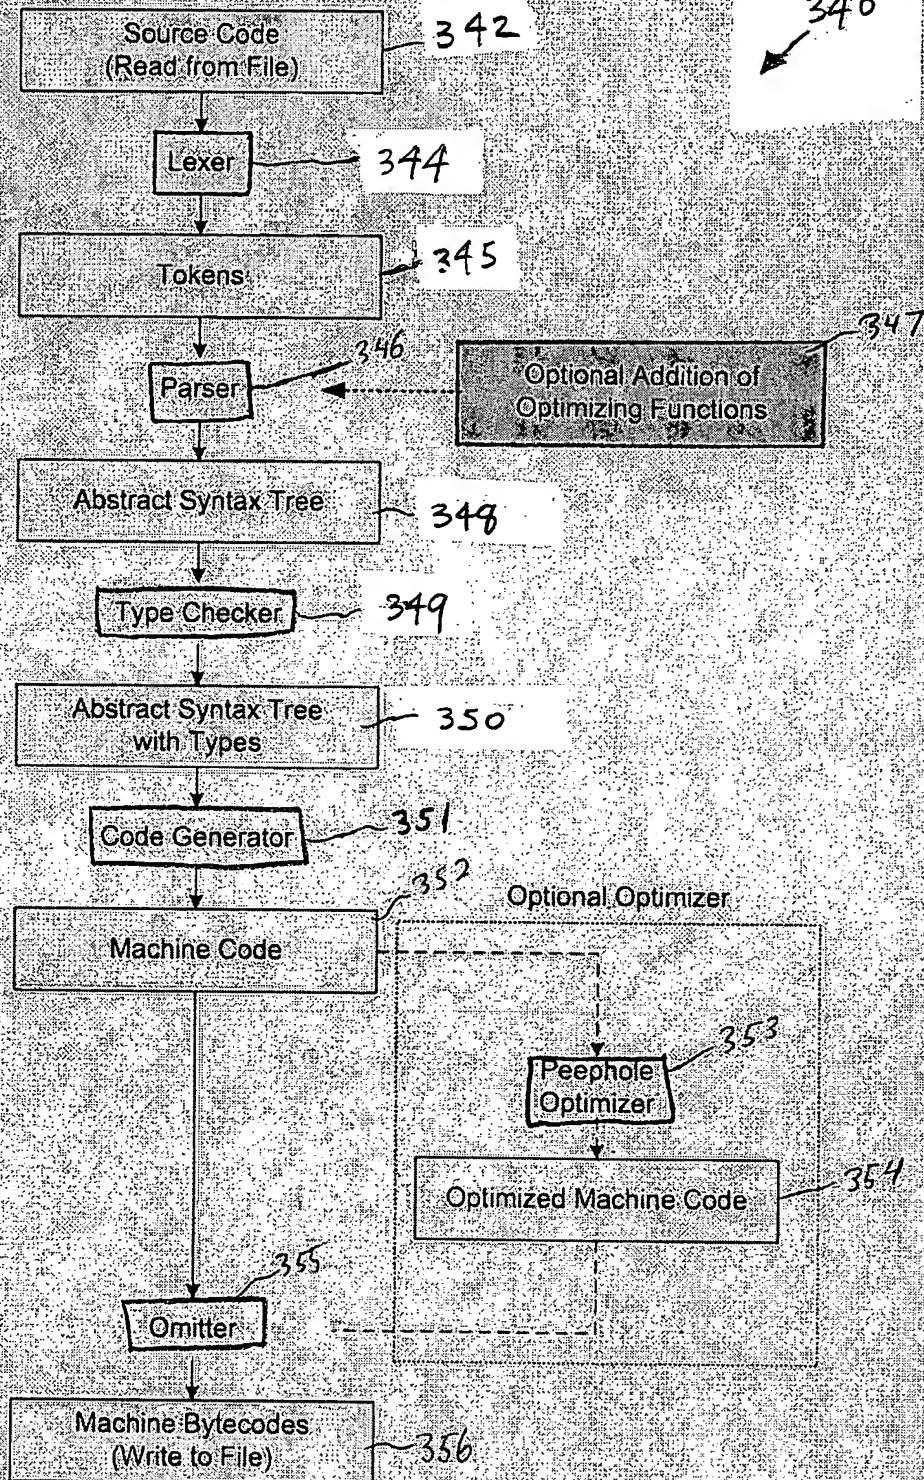 Source Code
(Read from File)
342
Lexer
344
Tokens
345
Parser
346
Optional Addition of
Optimizing Functions
347
Abstract Syntax Tree
348
Type Checker
349
Abstract Syntax Tree
with Types
350
Code Generator
351
Machine Code
352
Optional Optimizer
Peephole
Optimizer
353
Optimized Machine Code
354
Omitter
355
Machine Bytecodes
(Write to File)
356